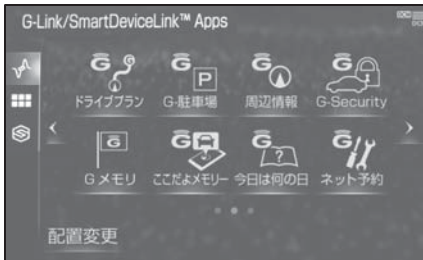 G-Link/SmartDeviceLink™ Apps
ドライブプラン G-駐車場 周辺情報 G-Security
G メモリ ここだよメモリー 今日は何の日 ネット予約
配置変更